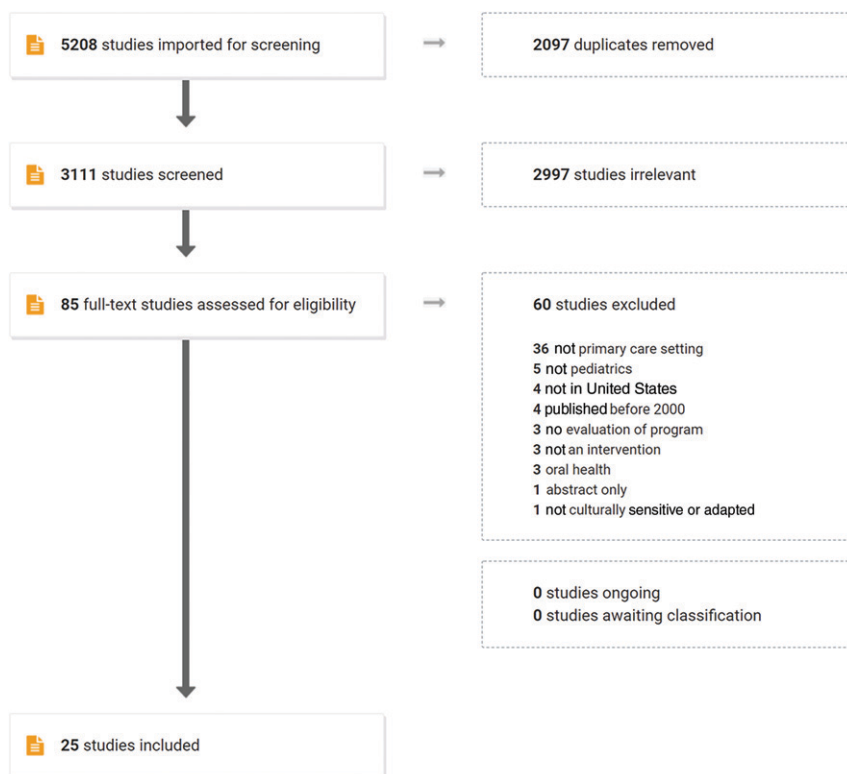 5208 studies imported for screening
2097 duplicates removed
3111 studies screened
2997 studies irrelevant
85 full-text studies assessed for eligibility
60 studies excluded
36 not primary care setting
5 not pediatrics
4 not in United States
4 published before 2000
3 no evaluation of program
3 not an intervention
3 oral health
1 abstract only
1 not culturally sensitive or adapted
0 studies ongoing
0 studies awaiting classification
25 studies included